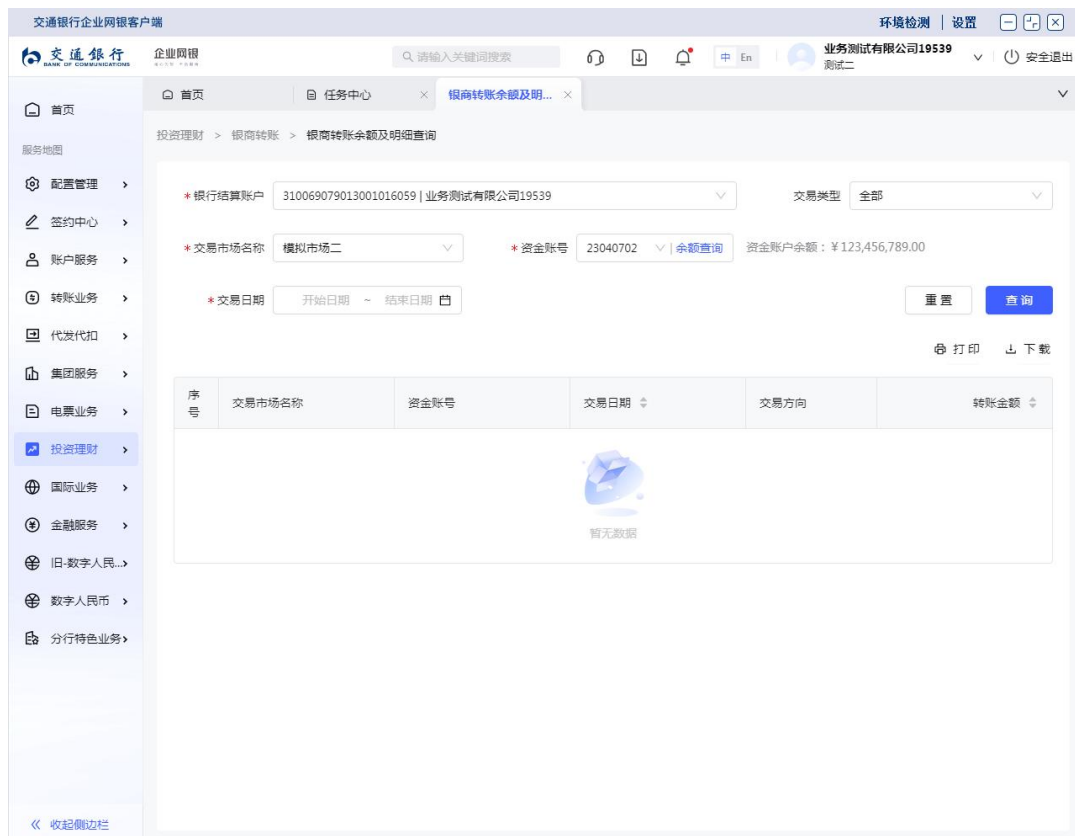 交通银行企业网银客户端
环境检测 | 设置
交通銀行 BANK OF COMMUNICATIONS
企业网银
请输入关键词搜索
中 En
业务测试有限公司19539
测试二
安全退出
首页
任务中心 ×
银商转账余额及明... ×
首页
服务地图
配置管理
签约中心
账户服务
转账业务
代发代扣
集团服务
电票业务
投资理财
国际业务
金融服务
旧-数字人民...
数字人民币
分行特色业务
收起侧边栏
投资理财 > 银商转账 > 银商转账余额及明细查询
*银行结算账户 310069079013001016059 | 业务测试有限公司19539
交易类型 全部
*交易市场名称 模拟市场二
*资金账号 23040702 | 余额查询
资金账户余额：¥123,456,789.00
*交易日期 开始日期 ~ 结束日期
重置 查询
打印 下载
序号 交易市场名称 资金账号 交易日期 交易方向 转账金额
暂无数据